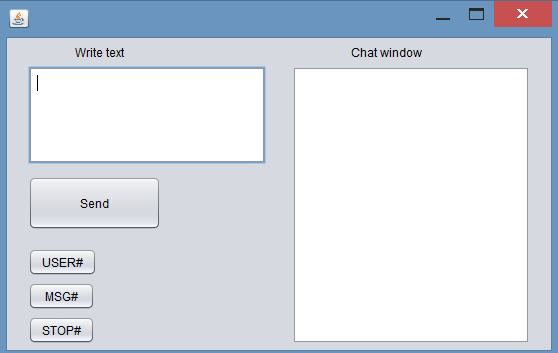 Write text
Chat window
Send
USER#
MSG#
STOP#